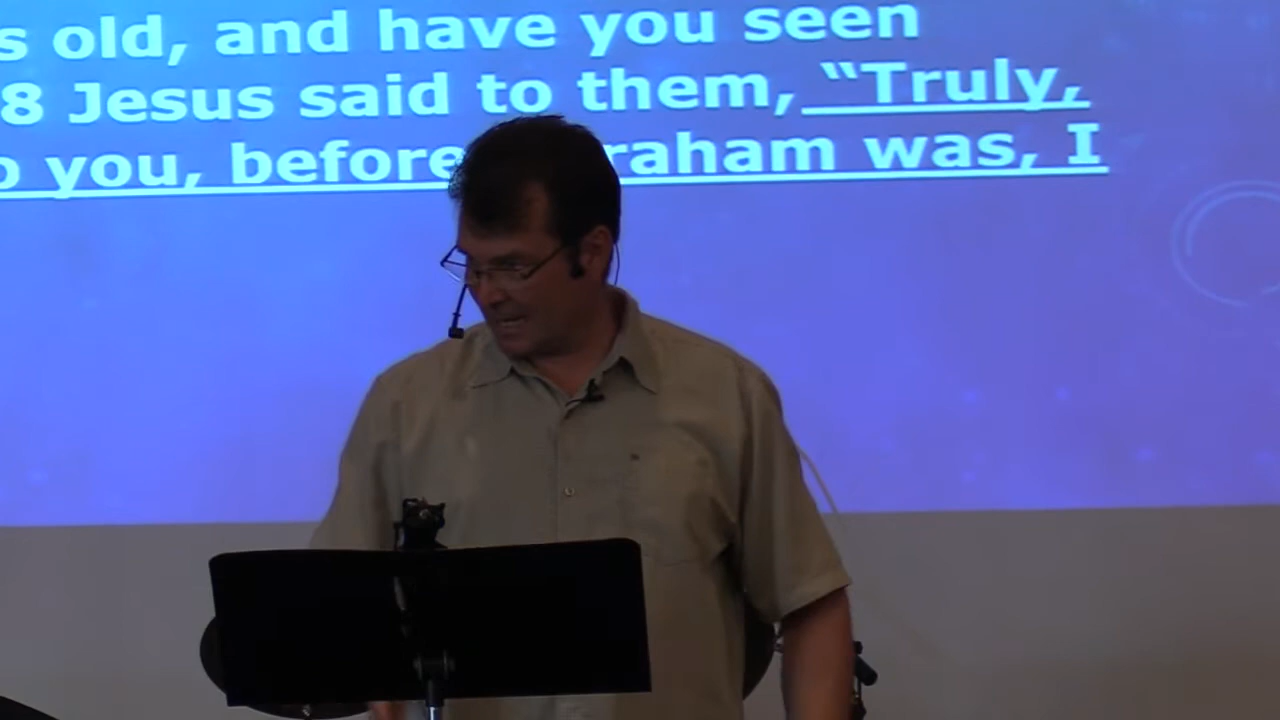 s old, and have you seen
8 Jesus said to them, “Truly,
o you, before raham was, I